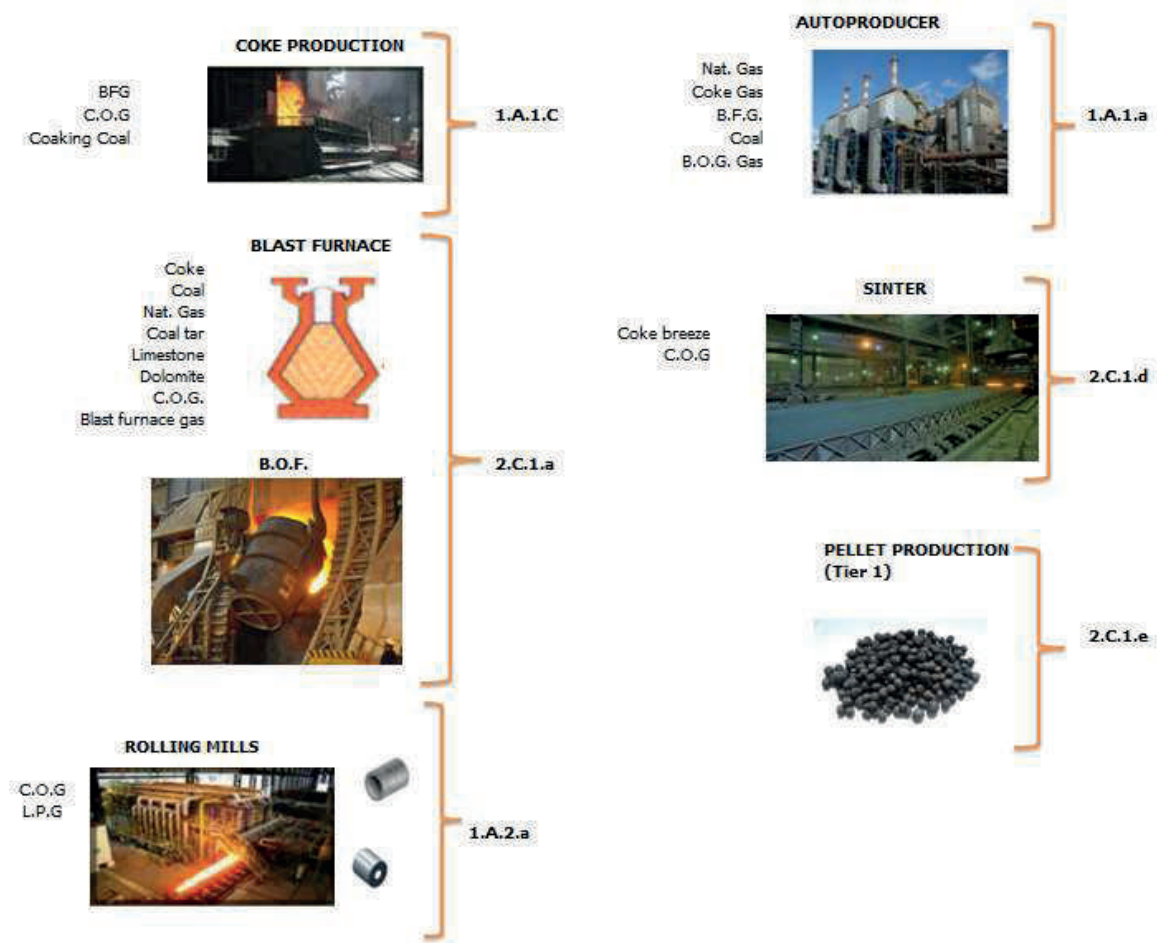 COKE PRODUCTION
BFG
C.O.G
Coaking Coal
1.A.1.C
BLAST FURNACE
Coke
Coal
Nat. Gas
Coal tar
Limestone
Dolomite
C.O.G.
Blast furnace gas
B.O.F.
2.C.1.a
ROLLING MILLS
C.O.G
L.P.G
1.A.2.a
AUTOPRODUCER
Nat. Gas
Coke Gas
B.F.G.
Coal
B.O.G. Gas
1.A.1.a
SINTER
Coke breeze
C.O.G
2.C.1.d
PELLET PRODUCTION
(Tier 1)
2.C.1.e